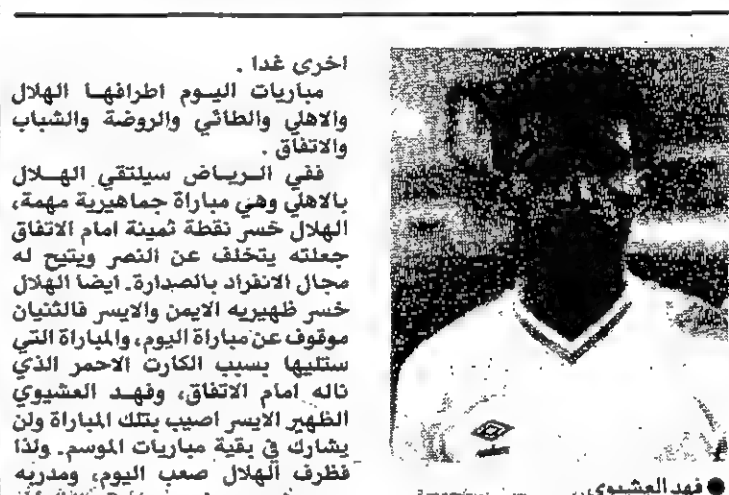 اخرى غدا .
مباريات اليوم اطرافها الهلال
والاهلي والطائي والروضة والشباب
والاتفاق .
ففي الرياض سيلتقي الهلال
بالاهلي وهي مباراة جماهيرية مهمة،
الهلال خسر نقطة ثمينة امام الاتفاق
جعلته يتخلف عن النصر ويتيح له
مجال الانفراد بالصدارة. ايضا الهلال
خسر ظهيريه الايمن والايسر فالثنيان
موقوف عن مباراة اليوم، والمباراة التي
ستليها بسبب الكارت الاحمر الذي
ناله امام الاتفاق، وفهد العشيوي
الظهير الايسر اصيب بتلك المباراة ولن
يشارك في بقية مباريات الموسم. ولذا
فظرف الهلال صعب اليوم، ومدربه
● فهد العشيوي